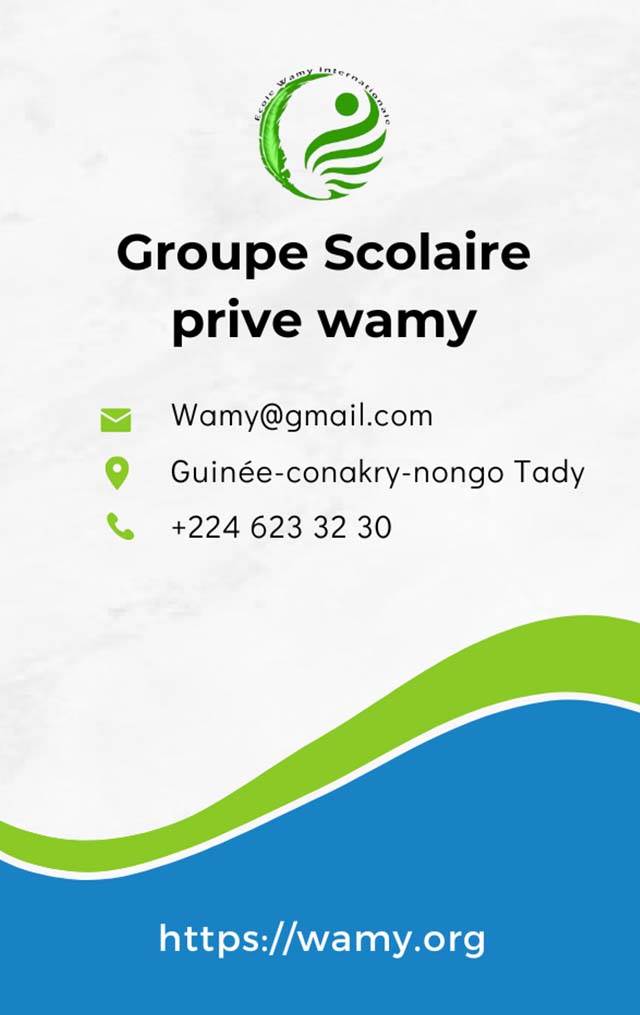 Ecole Wamy Internationale
Groupe Scolaire
prive wamy
Wamy@gmail.com
Guinée-conakry-nongo Tady
+224 623 32 30
https://wamy.org